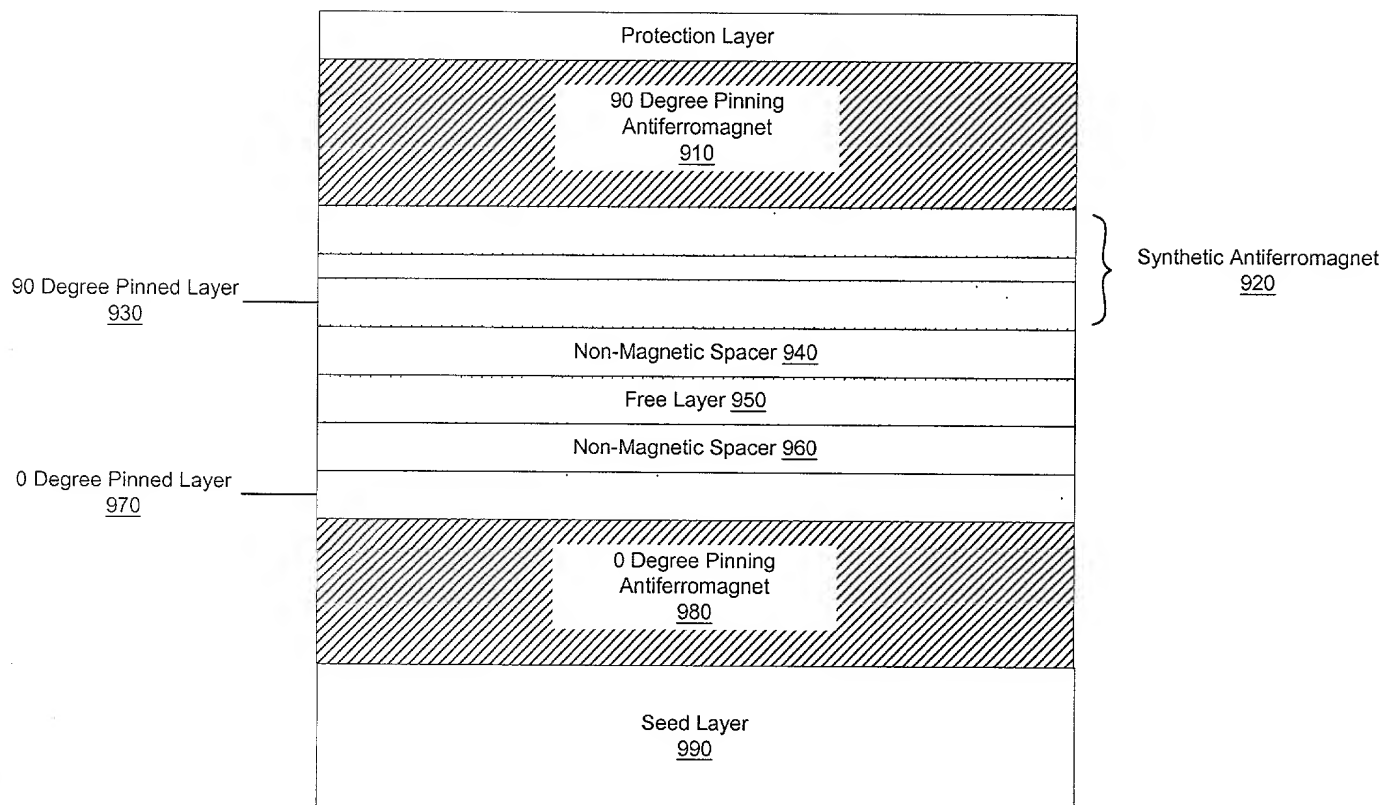 Protection Layer
90 Degree Pinning
Antiferromagnet
910
Synthetic Antiferromagnet
920
90 Degree Pinned Layer
930
Non-Magnetic Spacer 940
Free Layer 950
Non-Magnetic Spacer 960
0 Degree Pinned Layer
970
0 Degree Pinning
Antiferromagnet
980
Seed Layer
990